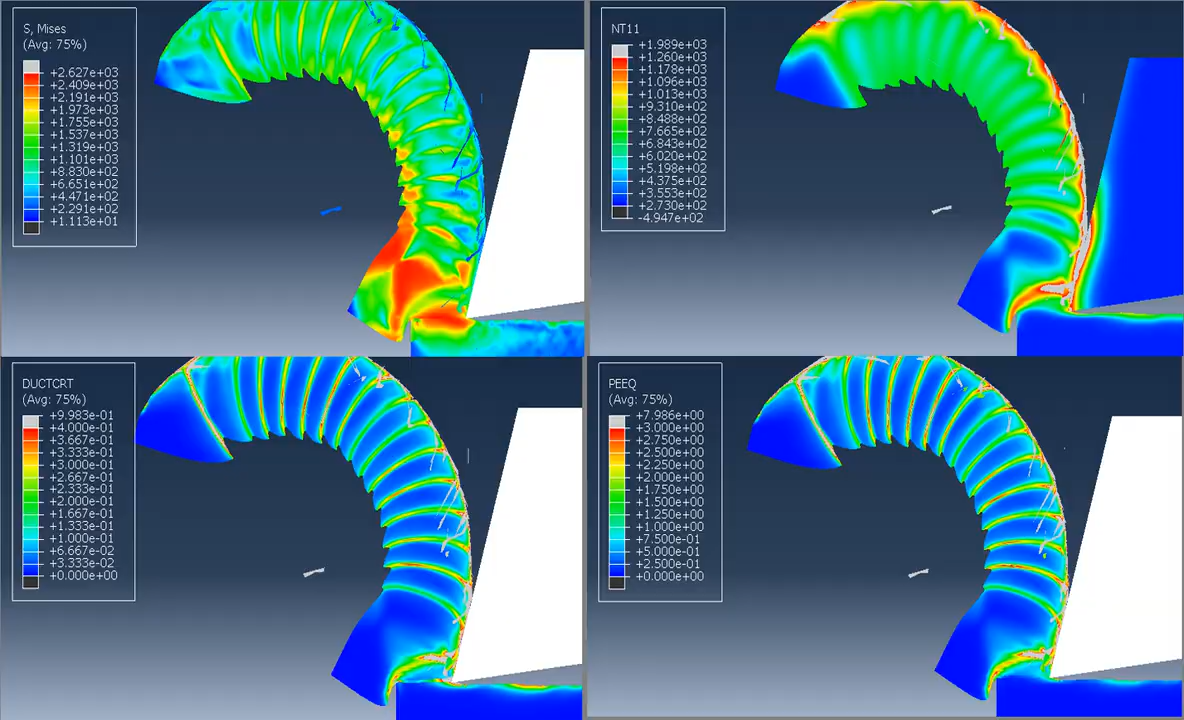 S, Mises
(Avg: 75%)
+2.627e+03
+2.409e+03
+2.191e+03
+1.973e+03
+1.755e+03
+1.537e+03
+1.319e+03
+1.101e+03
+8.830e+02
+6.651e+02
+4.471e+02
+2.291e+02
+1.113e+01
NT11
+1.989e+03
+1.260e+03
+1.178e+03
+1.096e+03
+1.013e+03
+9.310e+02
+8.488e+02
+7.665e+02
+6.843e+02
+6.020e+02
+5.198e+02
+4.375e+02
+3.553e+02
+2.730e+02
-4.947e+02
DUCTCRT
(Avg: 75%)
+9.983e-01
+4.000e-01
+3.667e-01
+3.333e-01
+3.000e-01
+2.667e-01
+2.333e-01
+2.000e-01
+1.667e-01
+1.333e-01
+1.000e-01
+6.667e-02
+3.333e-02
+0.000e+00
PEEQ
(Avg: 75%)
+7.986e+00
+3.000e+00
+2.750e+00
+2.500e+00
+2.250e+00
+2.000e+00
+1.750e+00
+1.500e+00
+1.250e+00
+1.000e+00
+7.500e-01
+5.000e-01
+2.500e-01
+0.000e+00